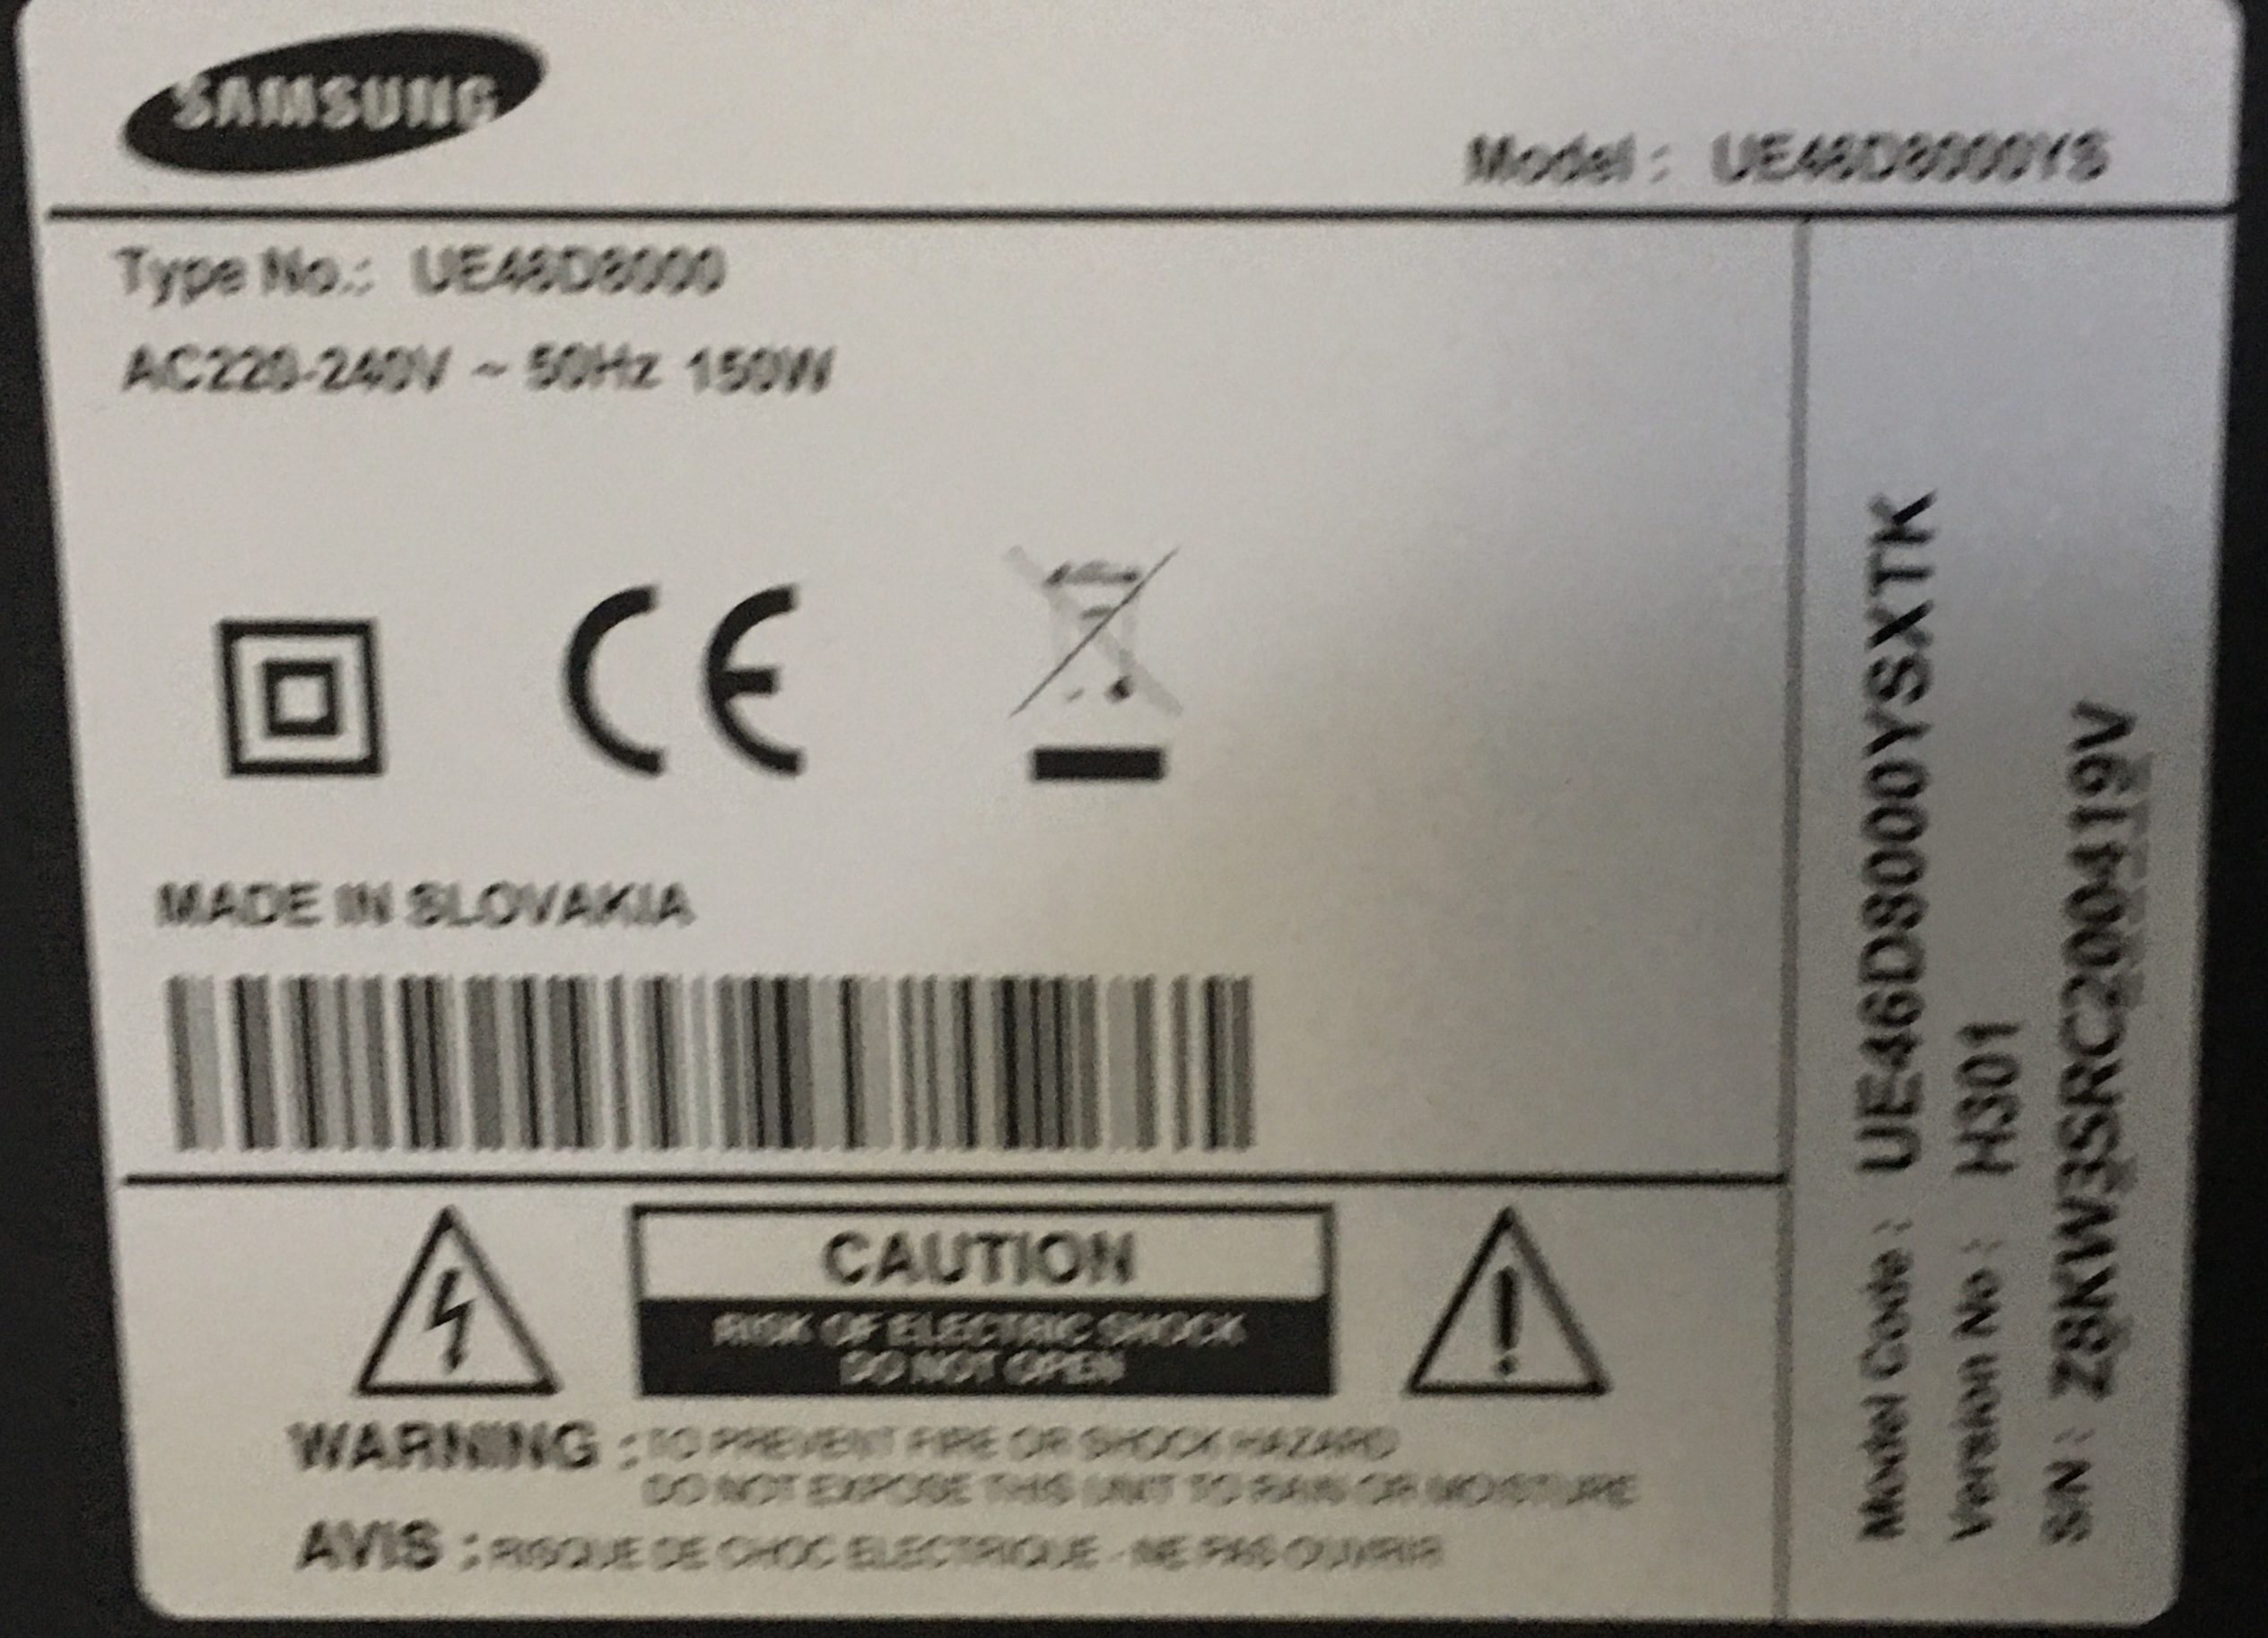 SAMSUNG
Model : UE46D8000YS
Type No.: UE46D8000
AC220-240V ~ 50Hz 150W
CE
MADE IN SLOVAKIA
CAUTION
RISK OF ELECTRIC SHOCK
DO NOT OPEN
WARNING : TO PREVENT FIRE OR SHOCK HAZARD
DO NOT EXPOSE THIS UNIT TO RAIN OR MOISTURE
AVIS : RISQUE DE CHOC ELECTRIQUE - NE PAS OUVRIR
Model Code : UE46D8000YSXTK
Version No : H301
S/N : Z8KW3SRC200419V